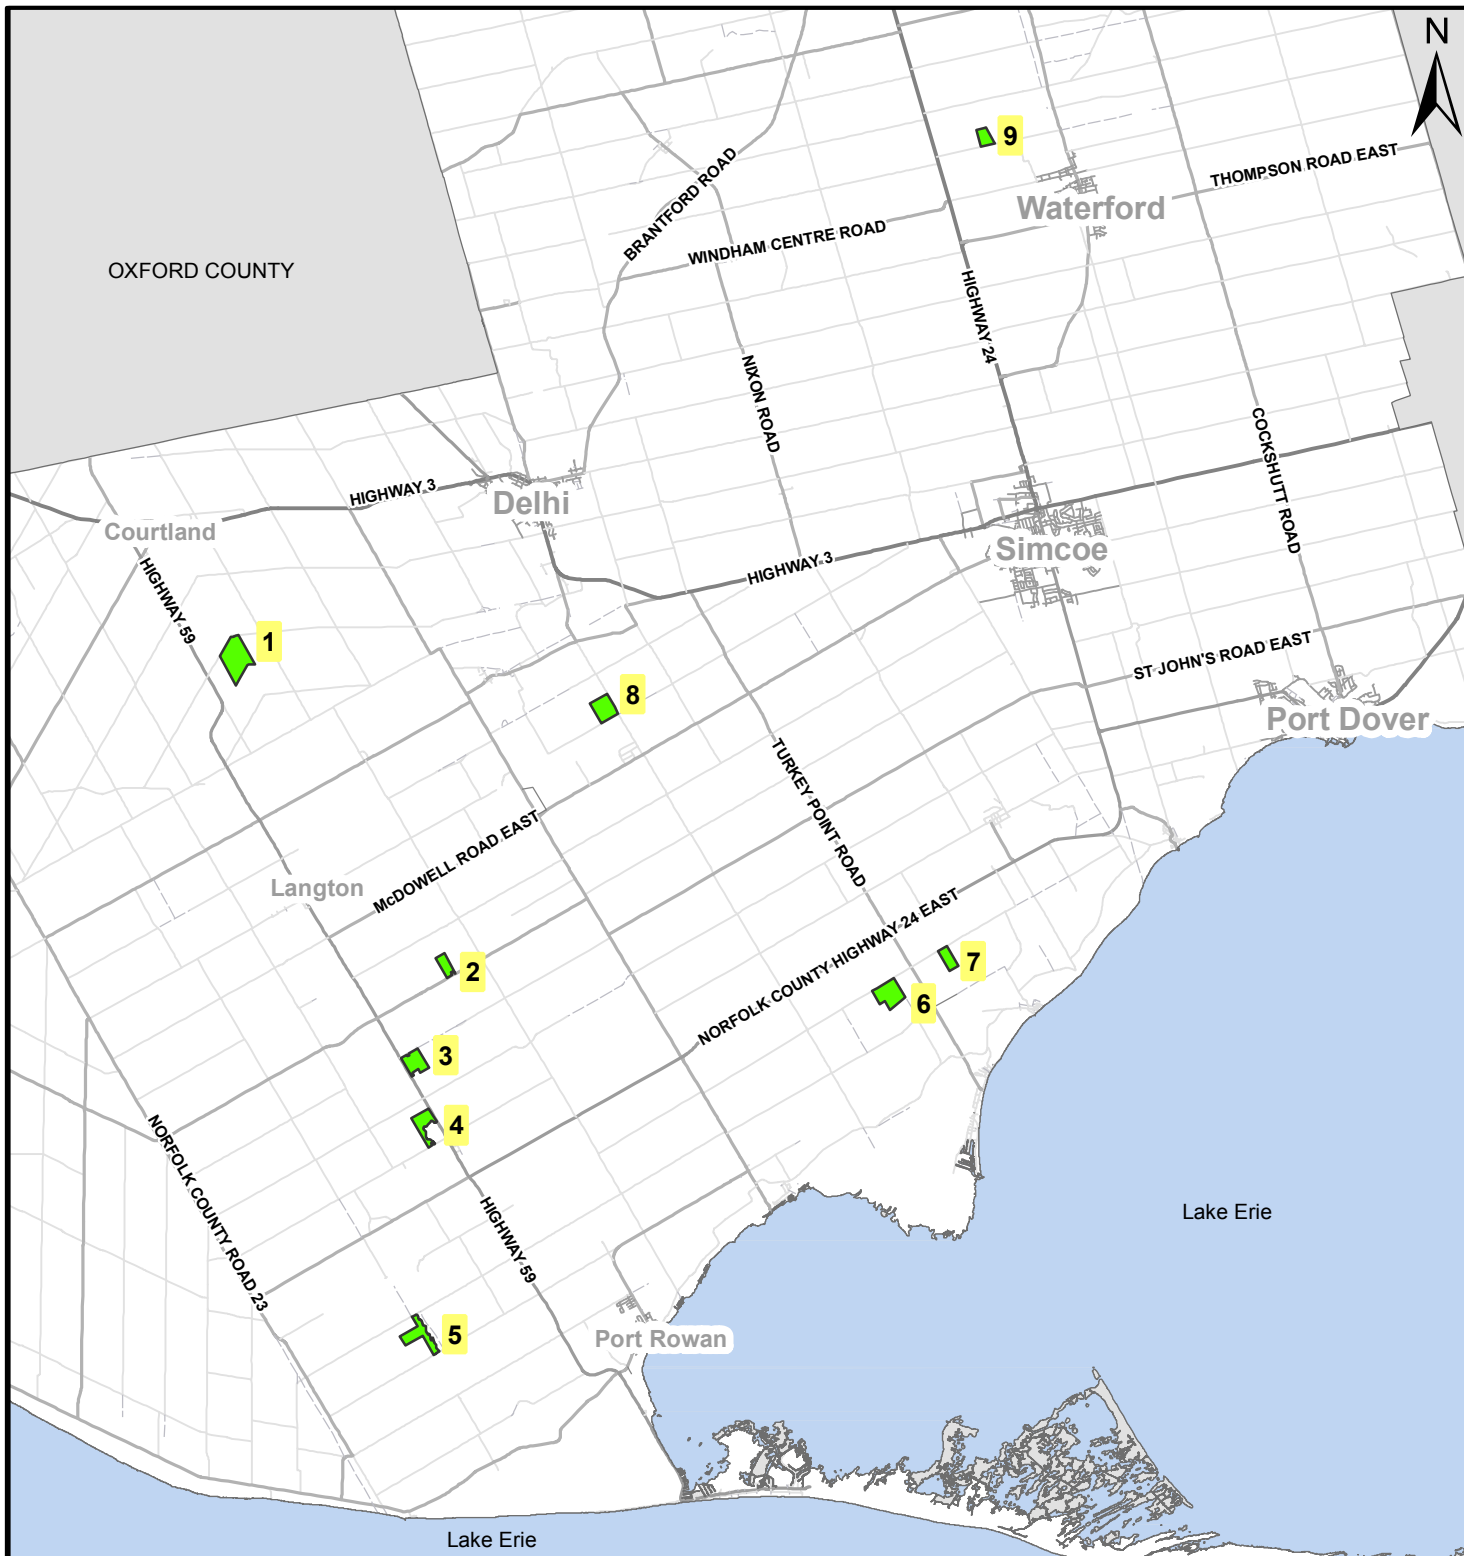 N
9
THOMPSON ROAD EAST
BRANTFORD ROAD
Waterford
WINDHAM CENTRE ROAD
OXFORD COUNTY
HIGHWAY 24
NIXON ROAD
COCKSHUTT ROAD
HIGHWAY 3
Delhi
Courtland
Simcoe
HIGHWAY 3
HIGHWAY 59
1
ST JOHN'S ROAD EAST
8
Port Dover
TURKEY POINT ROAD
McDOWELL ROAD EAST
Langton
NORFOLK COUNTY HIGHWAY 24 EAST
2
7
6
3
4
NORFOLK COUNTY ROAD 23
Lake Erie
HIGHWAY 59
5
Port Rowan
Lake Erie